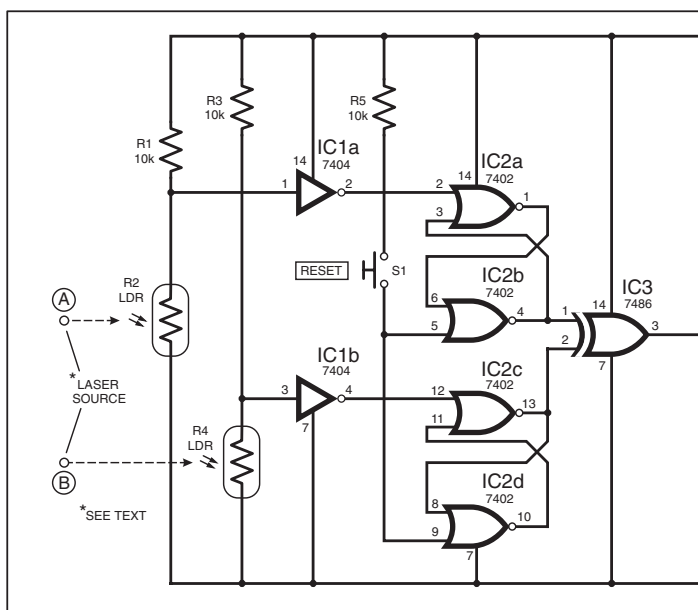 R3
10k
R5
10k
R1
10k
IC1a
7404
14
1
2
IC2a
7402
14
2
3
1
RESET
S1
R2
LDR
A
*LASER
SOURCE
B
*SEE TEXT
IC2b
7402
6
5
4
IC3
7486
14
1
2
3
7
IC1b
7404
3
4
7
R4
LDR
IC2c
7402
12
11
13
IC2d
7402
8
9
10
7